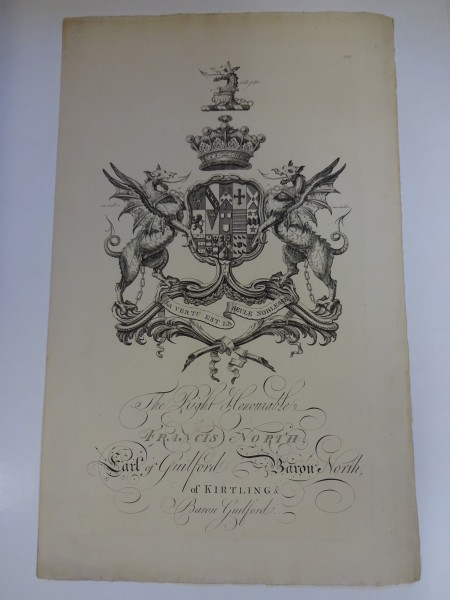 LA VERTU EST LA SEULE NOBLESSE
The Right Honourable
FRANCIS NORTH
Earl of Guilford Baron North,
of KIRTLING &
Baron Guilford.